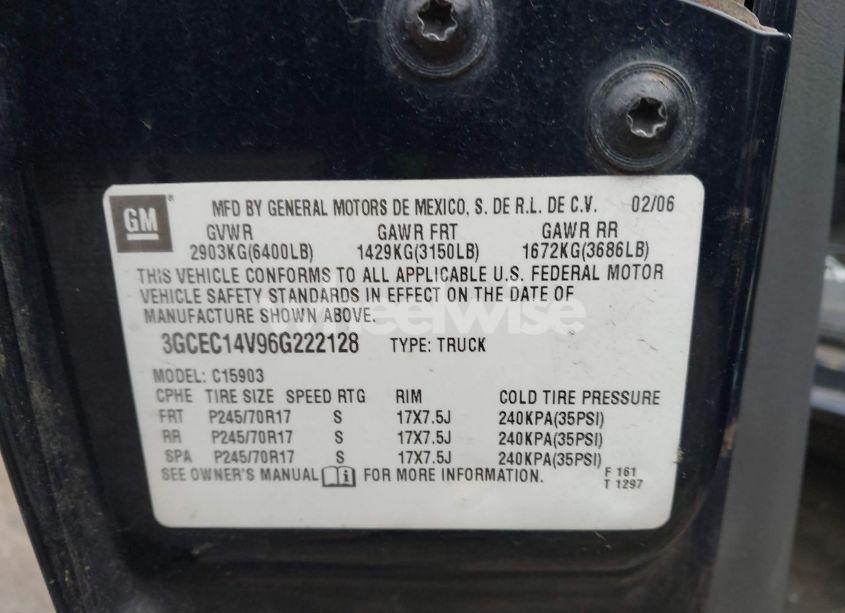 GM
MFD BY GENERAL MOTORS DE MEXICO, S. DE R.L. DE C.V. 02/06
GVWR GAWR FRT GAWR RR
2903KG(6400LB) 1429KG(3150LB) 1672KG(3686LB)
THIS VEHICLE CONFORMS TO ALL APPLICABLE U.S. FEDERAL MOTOR
VEHICLE SAFETY STANDARDS IN EFFECT ON THE DATE OF
MANUFACTURE SHOWN ABOVE.
wheelwise
3GCEC14V96G222128 TYPE: TRUCK
MODEL: C15903
CPHE TIRE SIZE SPEED RTG RIM COLD TIRE PRESSURE
FRT P245/70R17 S 17X7.5J 240KPA(35PSI)
RR P245/70R17 S 17X7.5J 240KPA(35PSI)
SPA P245/70R17 S 17X7.5J 240KPA(35PSI)
SEE OWNER'S MANUAL FOR MORE INFORMATION. F 161
T 1297